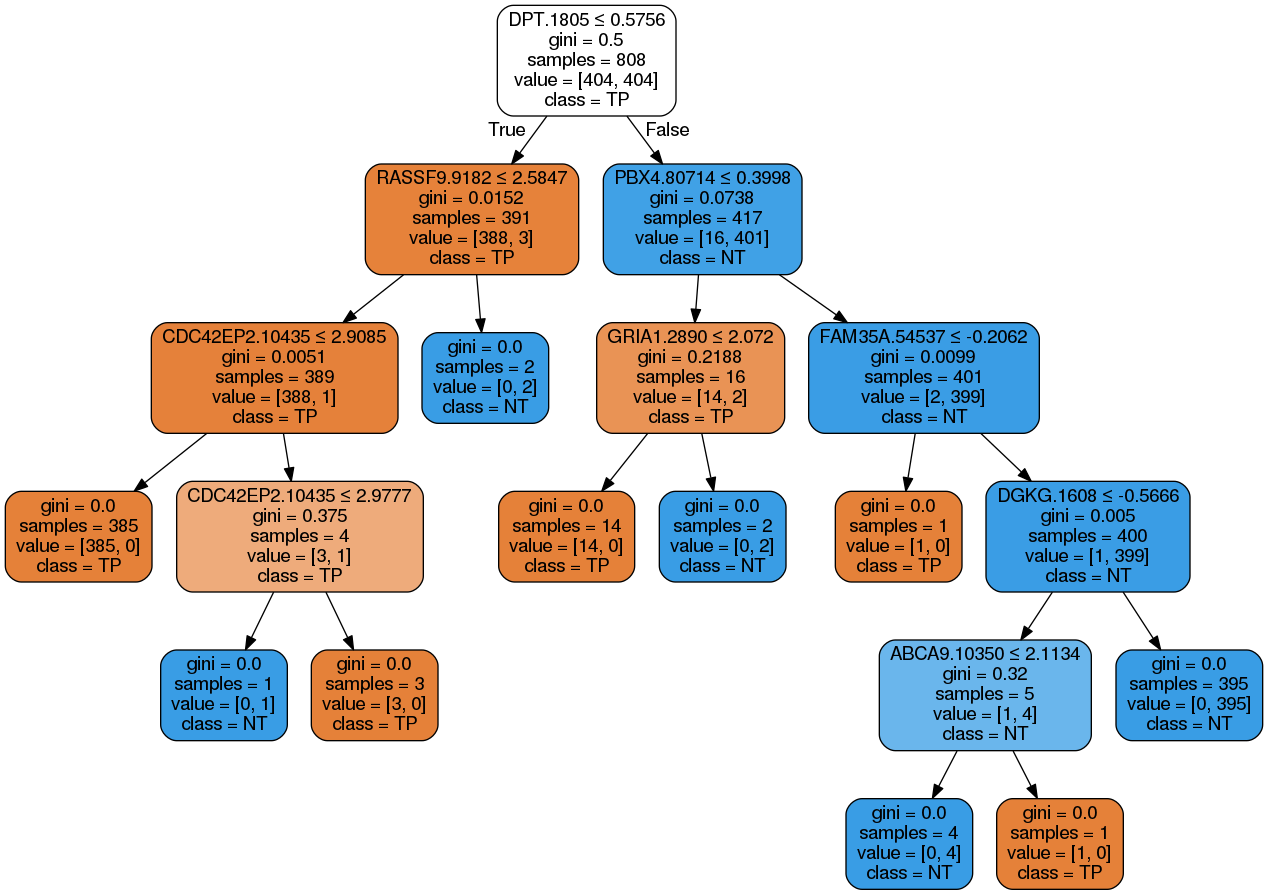 DPT.1805 ≤ 0.5756
gini = 0.5
samples = 808
value = [404, 404]
class = TP
True
False
RASSF9.9182 ≤ 2.5847
gini = 0.0152
samples = 391
value = [388, 3]
class = TP
PBX4.80714 ≤ 0.3998
gini = 0.0738
samples = 417
value = [16, 401]
class = NT
CDC42EP2.10435 ≤ 2.9085
gini = 0.0051
samples = 389
value = [388, 1]
class = TP
gini = 0.0
samples = 2
value = [0, 2]
class = NT
GRIA1.2890 ≤ 2.072
gini = 0.2188
samples = 16
value = [14, 2]
class = TP
FAM35A.54537 ≤ -0.2062
gini = 0.0099
samples = 401
value = [2, 399]
class = NT
gini = 0.0
samples = 385
value = [385, 0]
class = TP
CDC42EP2.10435 ≤ 2.9777
gini = 0.375
samples = 4
value = [3, 1]
class = TP
gini = 0.0
samples = 14
value = [14, 0]
class = TP
gini = 0.0
samples = 2
value = [0, 2]
class = NT
gini = 0.0
samples = 1
value = [1, 0]
class = TP
DGKG.1608 ≤ -0.5666
gini = 0.005
samples = 400
value = [1, 399]
class = NT
gini = 0.0
samples = 1
value = [0, 1]
class = NT
gini = 0.0
samples = 3
value = [3, 0]
class = TP
ABCA9.10350 ≤ 2.1134
gini = 0.32
samples = 5
value = [1, 4]
class = NT
gini = 0.0
samples = 395
value = [0, 395]
class = NT
gini = 0.0
samples = 4
value = [0, 4]
class = NT
gini = 0.0
samples = 1
value = [1, 0]
class = TP